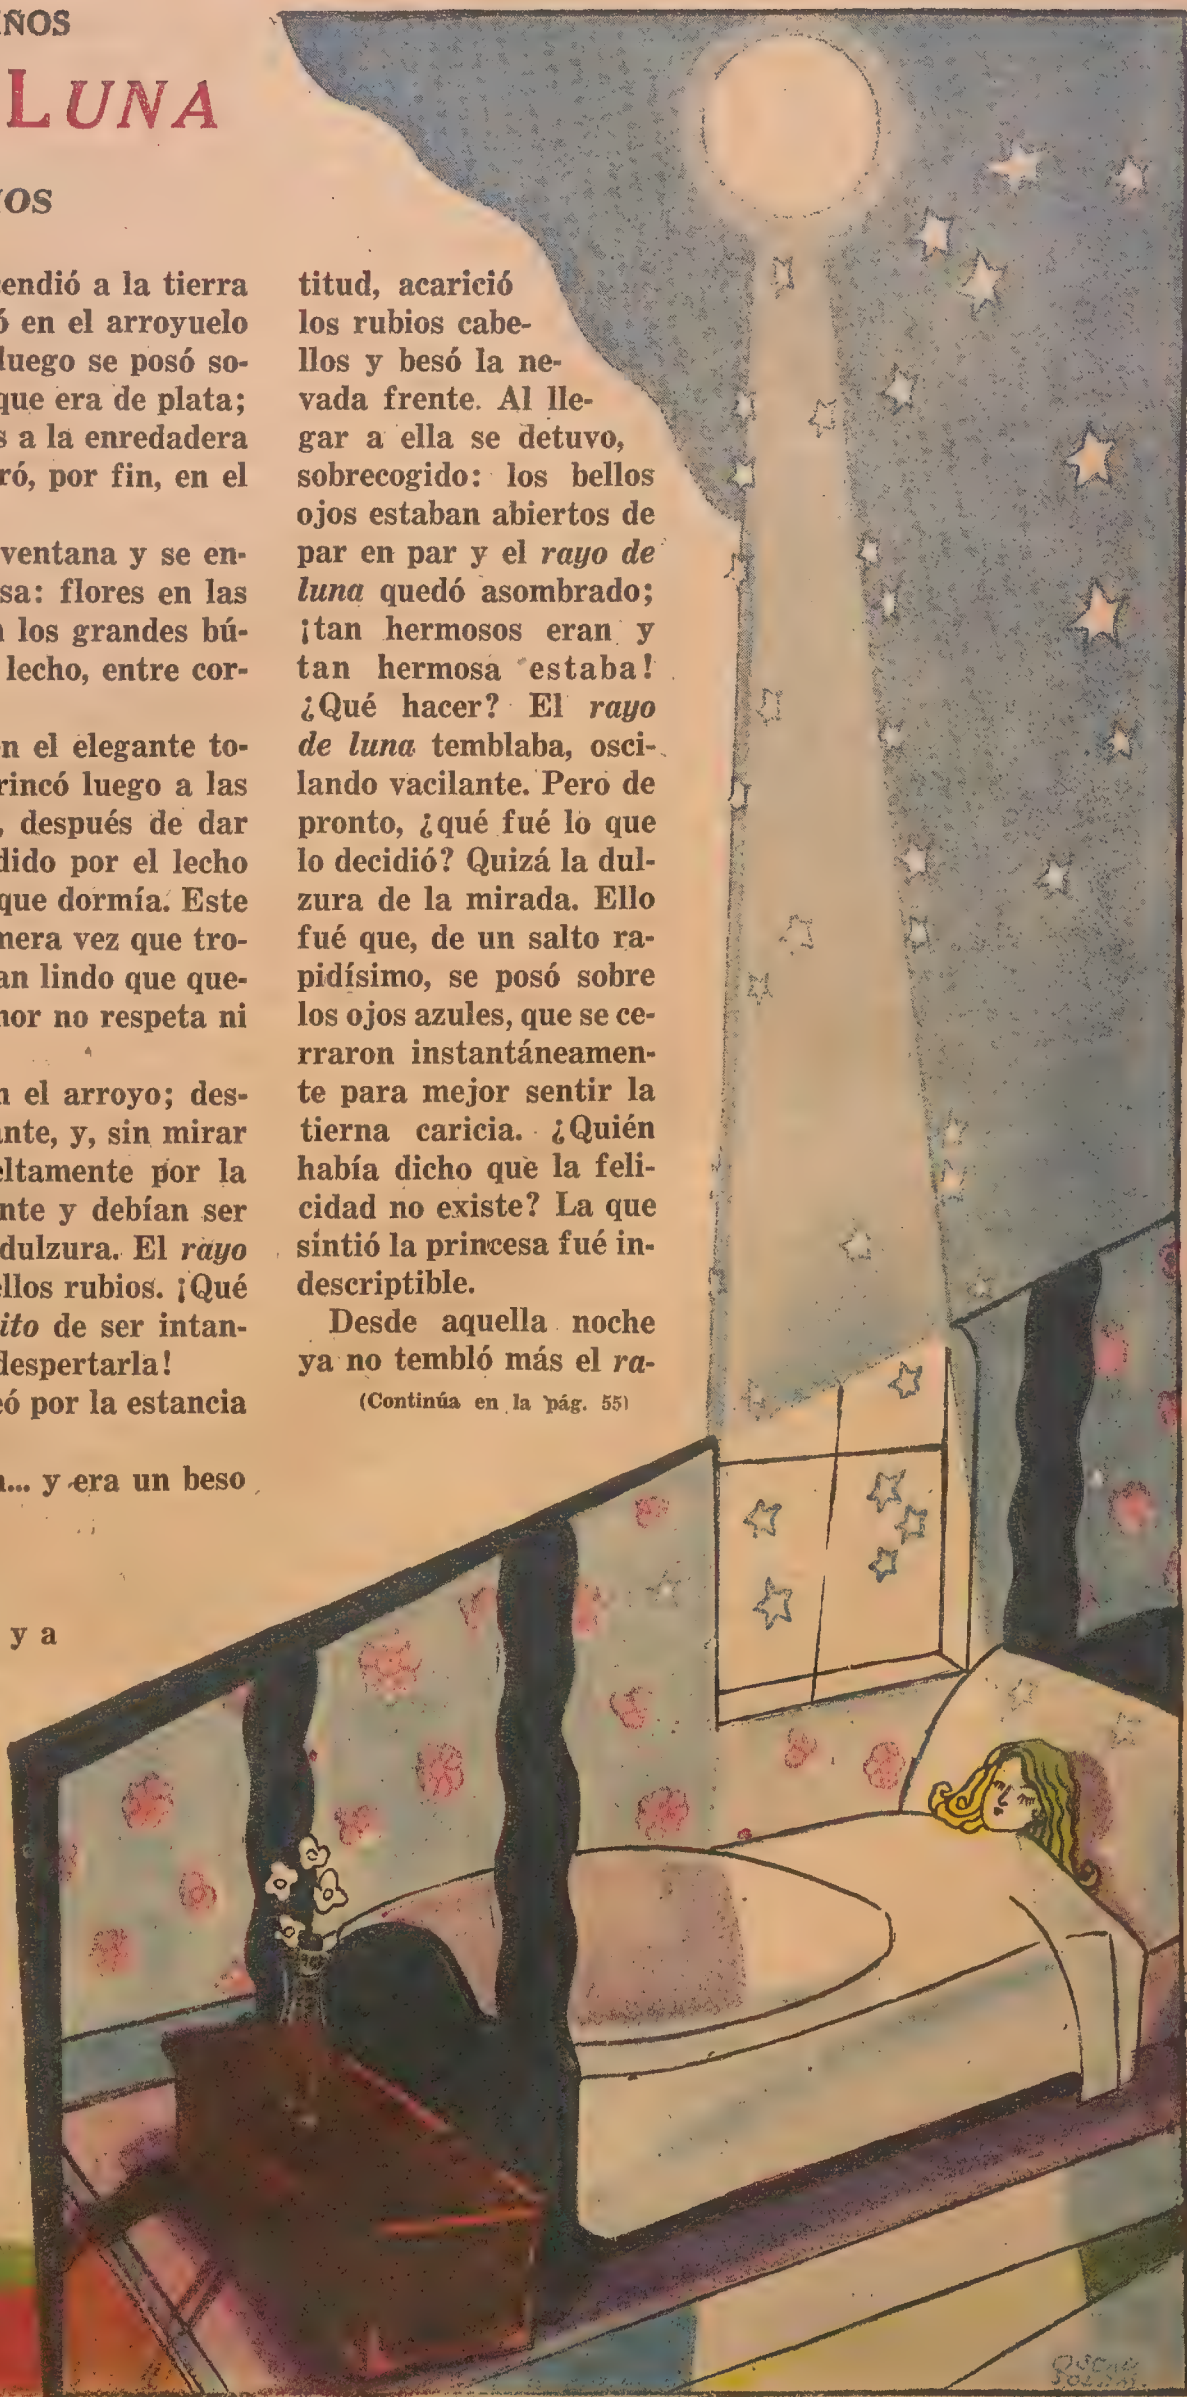 ÑOS
LUNA
endió a la tierra
ó en el arroyuelo
luego se posó so-
que era de plata;
s a la enredadera
ró, por fin, en el
ventana y se en-
sa: flores en las
los grandes bú-
lecho, entre cor-
n el elegante to-
rincó luego a las
, después de dar
dido por el lecho
que dormía. Este
mera vez que tro-
an lindo que que-
nor no respeta ni
n el arroyo; des-
ante, y, sin mirar
eltamente por la
nte y debían ser
dulzura. El rayo
ellos rubios. ¡Qué
ito de ser intan-
despertarla!
eó por la estancia
... y era un beso
y a
titud, acarició
los rubios cabe-
llos y besó la ne-
vada frente. Al lle-
gar a ella se detuvo,
sobrecogido: los bellos
ojos estaban abiertos de
par en par y el rayo de
luna quedó asombrado;
¡tan hermosos eran y
tan hermosa estaba!
¿Qué hacer? El rayo
de luna temblaba, osci-
lando vacilante. Pero de
pronto, ¿qué fué lo que
lo decidió? Quizá la dul-
zura de la mirada. Ello
fué que, de un salto ra-
pidísimo, se posó sobre
los ojos azules, que se ce-
rraron instantáneamen-
te para mejor sentir la
tierna caricia. ¿Quién
había dicho que la feli-
cidad no existe? La que
sintió la princesa fué in-
descriptible.
Desde aquella noche
ya no tembló más el ra-
(Continúa en la pág. 55)